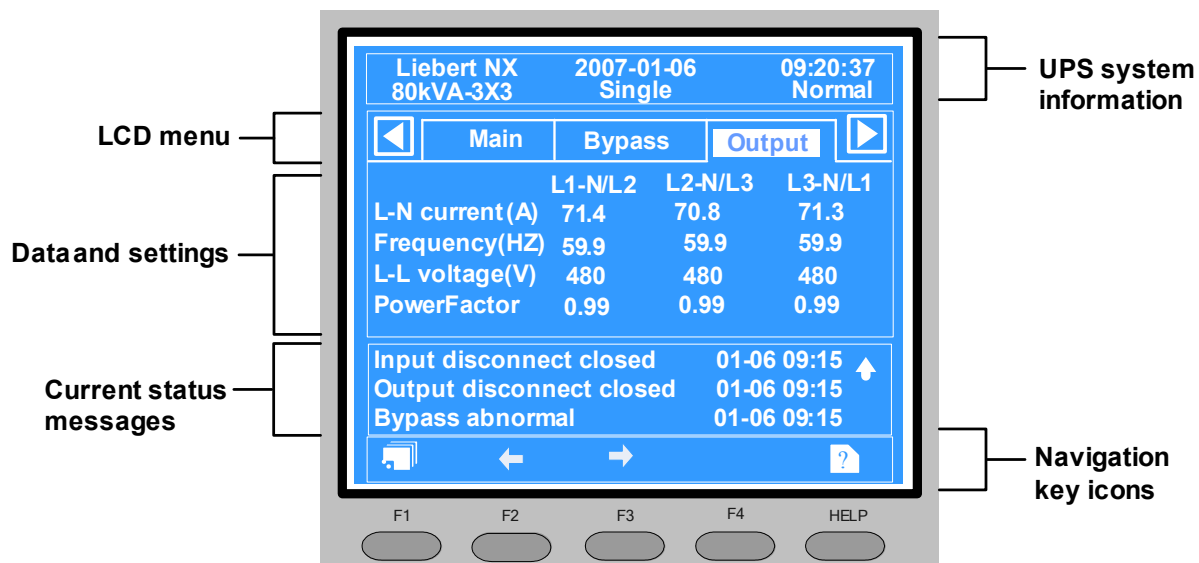 Liebert NX 2007-01-06 09:20:37
80kVA-3X3 Single Normal
UPS system
information
LCD menu
Main Bypass Output
L1-N/L2 L2-N/L3 L3-N/L1
L-N current(A) 71.4 70.8 71.3
Frequency(HZ) 59.9 59.9 59.9
L-L voltage(V) 480 480 480
PowerFactor 0.99 0.99 0.99
Data and settings
Input disconnect closed 01-06 09:15
Output disconnect closed 01-06 09:15
Bypass abnormal 01-06 09:15
Current status
messages
?
Navigation
key icons
F1 F2 F3 F4 HELP